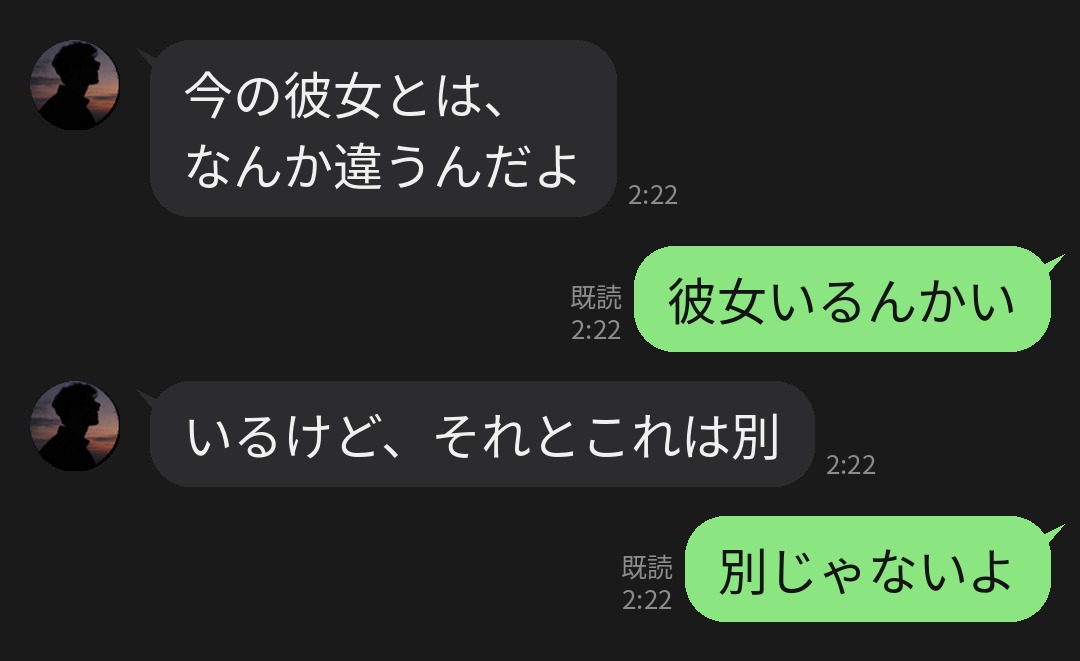 今の彼女とは、
なんか違うんだよ
2:22
彼女いるんかい
既読
2:22
いるけど、それとこれは別
2:22
別じゃないよ
既読
2:22